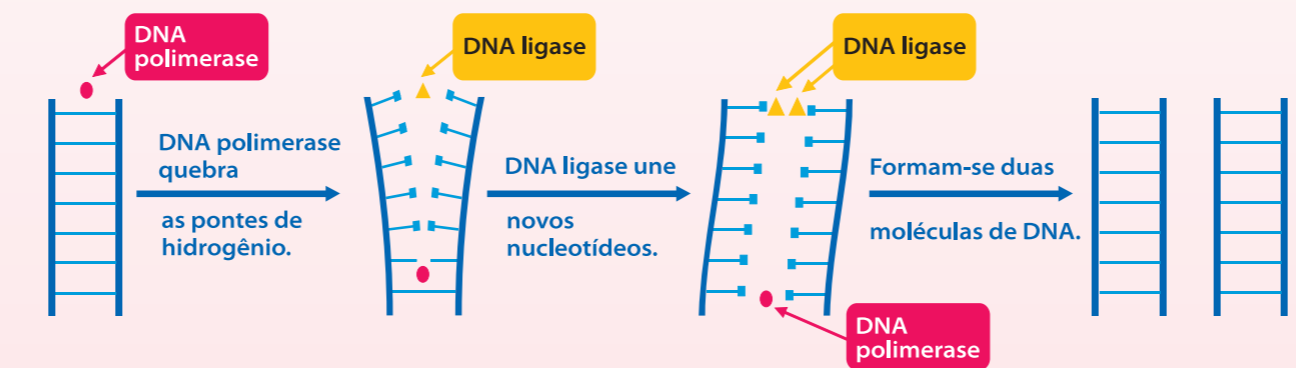 DNA
polimerase
DNA ligase
DNA ligase
DNA polimerase
quebra
as pontes de
hidrogênio.
DNA ligase une
novos
nucleotídeos.
Formam-se duas
moléculas de DNA.
DNA
polimerase